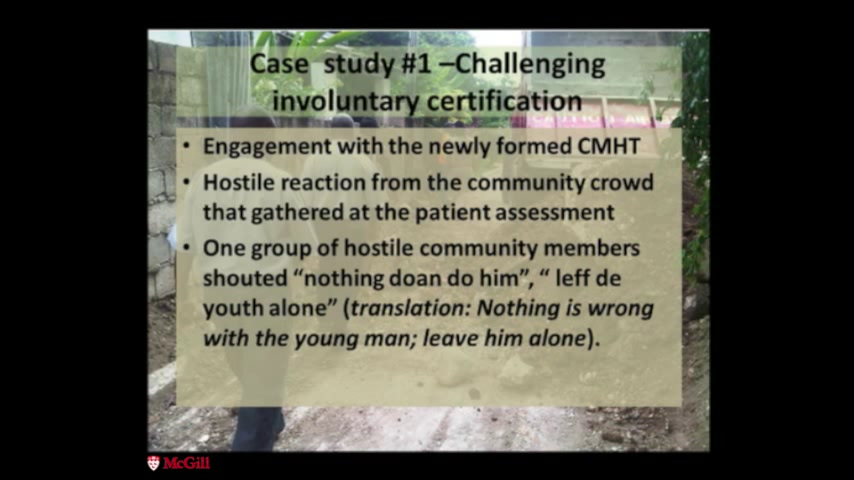 Case study #1 –Challenging
involuntary certification
• Engagement with the newly formed CMHT
• Hostile reaction from the community crowd
that gathered at the patient assessment
• One group of hostile community members
shouted “nothing doan do him”, “ leff de
youth alone” (translation: Nothing is wrong
with the young man; leave him alone).
McGill